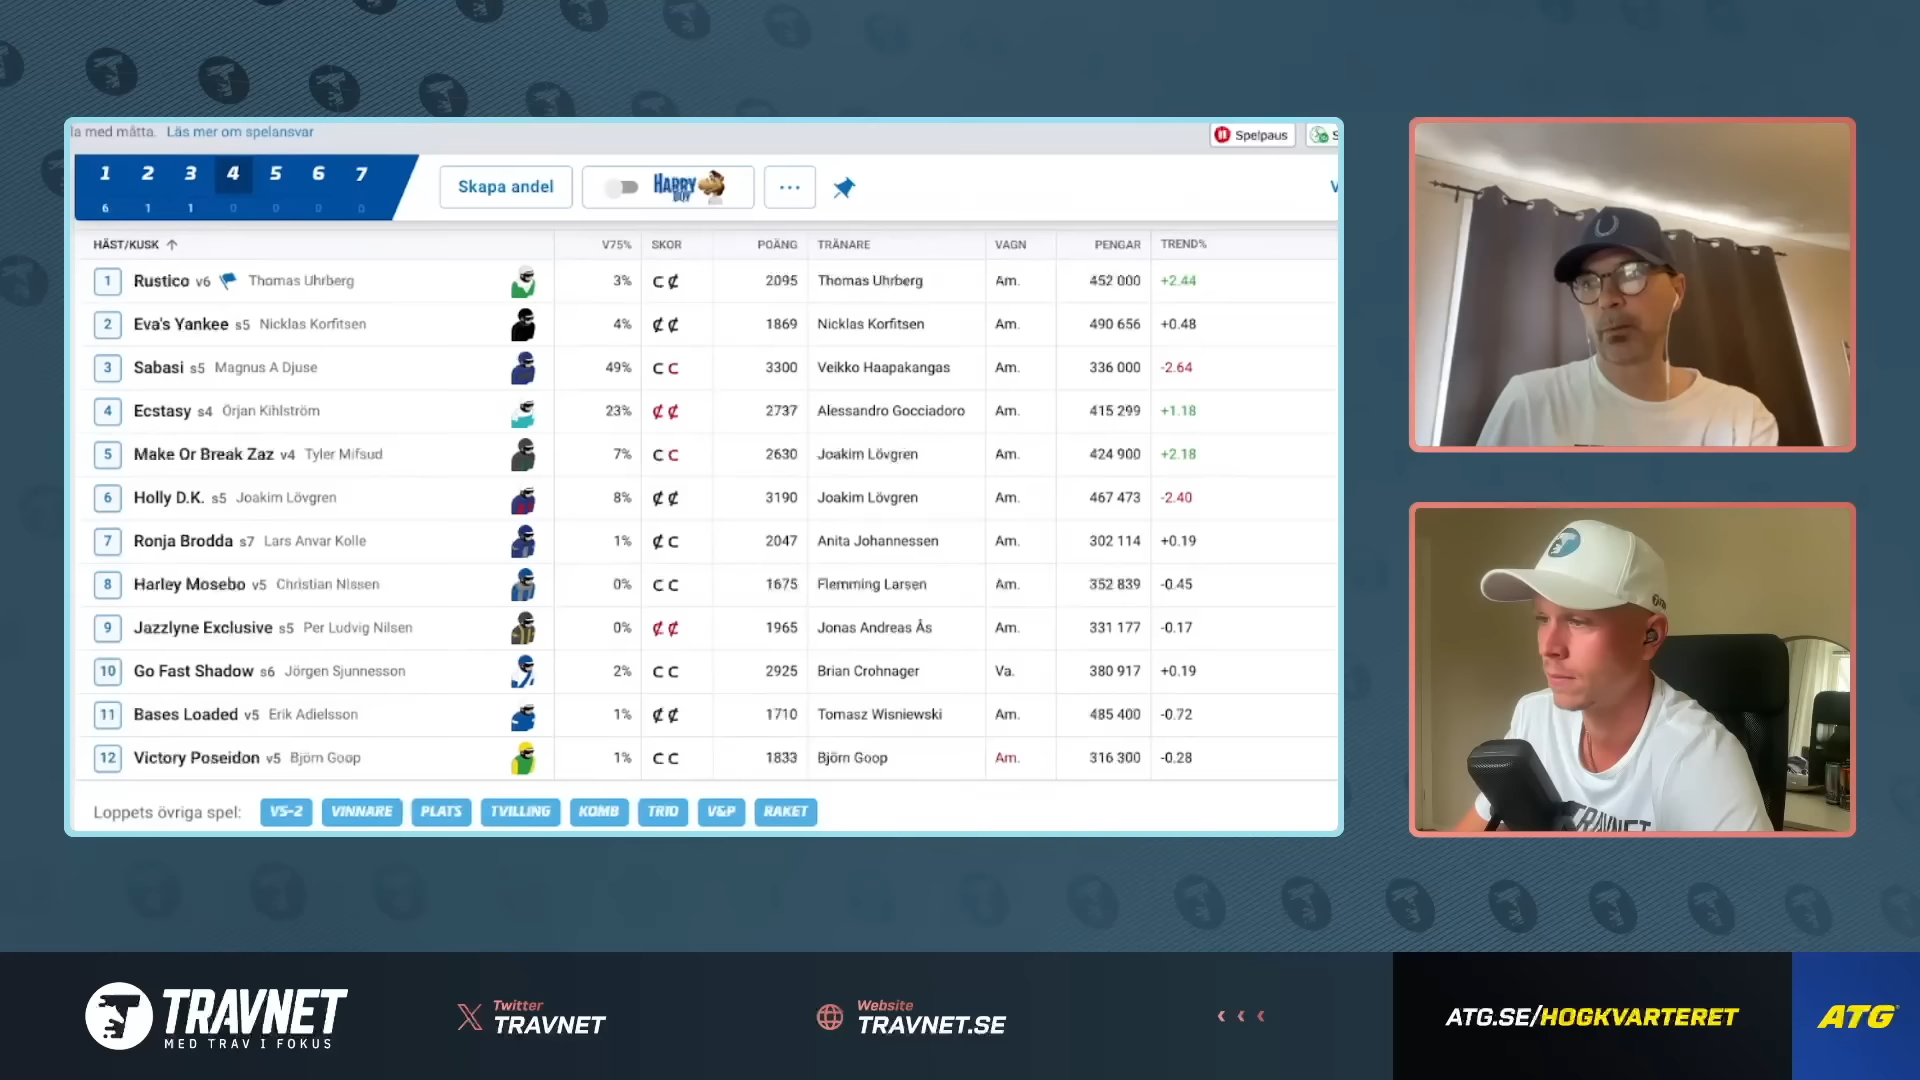 la med måtta. Läs mer om spelansvar
Spelpaus
1 2 3 4 5 6 7
6 1 1 0 0 0 0
Skapa andel
HARRY BOY
...
HÄST/KUSK ↑ V75% SKOR POÄNG TRÄNARE VAGN PENGAR TREND%
1 Rustico v6 Thomas Uhrberg 3% C ₵ 2095 Thomas Uhrberg Am. 452 000 +2.44
2 Eva's Yankee s5 Nicklas Korfitsen 4% ₵ ₵ 1869 Nicklas Korfitsen Am. 490 656 +0.48
3 Sabasi s5 Magnus A Djuse 49% C C 3300 Veikko Haapakangas Am. 336 000 -2.64
4 Ecstasy s4 Örjan Kihlström 23% ₵ ₵ 2737 Alessandro Gocciadoro Am. 415 299 +1.18
5 Make Or Break Zaz v4 Tyler Mifsud 7% C C 2630 Joakim Lövgren Am. 424 900 +2.18
6 Holly D.K. s5 Joakim Lövgren 8% ₵ ₵ 3190 Joakim Lövgren Am. 467 473 -2.40
7 Ronja Brodda s7 Lars Anvar Kolle 1% ₵ C 2047 Anita Johannessen Am. 302 114 +0.19
8 Harley Mosebo v5 Christian Nissen 0% C C 1675 Flemming Larsen Am. 352 839 -0.45
9 Jazzlyne Exclusive s5 Per Ludvig Nilsen 0% ₵ ₵ 1965 Jonas Andreas Ås Am. 331 177 -0.17
10 Go Fast Shadow s6 Jörgen Sjunnesson 2% C C 2925 Brian Crohnager Va. 380 917 +0.19
11 Bases Loaded v5 Erik Adielsson 1% ₵ ₵ 1710 Tomasz Wisniewski Am. 485 400 -0.72
12 Victory Poseidon v5 Björn Goop 1% C C 1833 Björn Goop Am. 316 300 -0.28
Loppets övriga spel: VS-2 VINNARE PLATS TVILLING KOMB TRIO V&P RAKET
TRAVNET
TRAVNET
MED TRAV I FOKUS
Twitter
TRAVNET
Website
TRAVNET.SE
ATG.SE/HOGKVARTERET
ATG